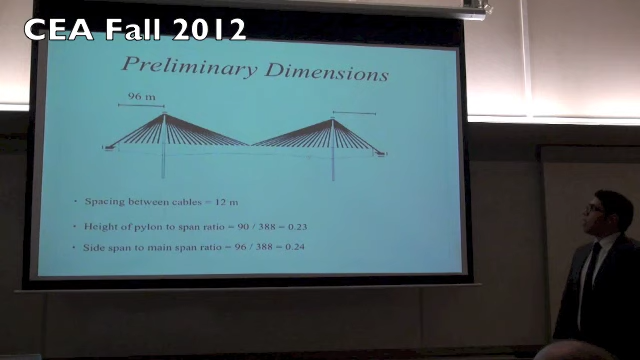 CEA Fall 2012
Preliminary Dimensions
96 m
• Spacing between cables = 12 m
• Height of pylon to span ratio = 90 / 388 = 0.23
• Side span to main span ratio = 96 / 388 = 0.24